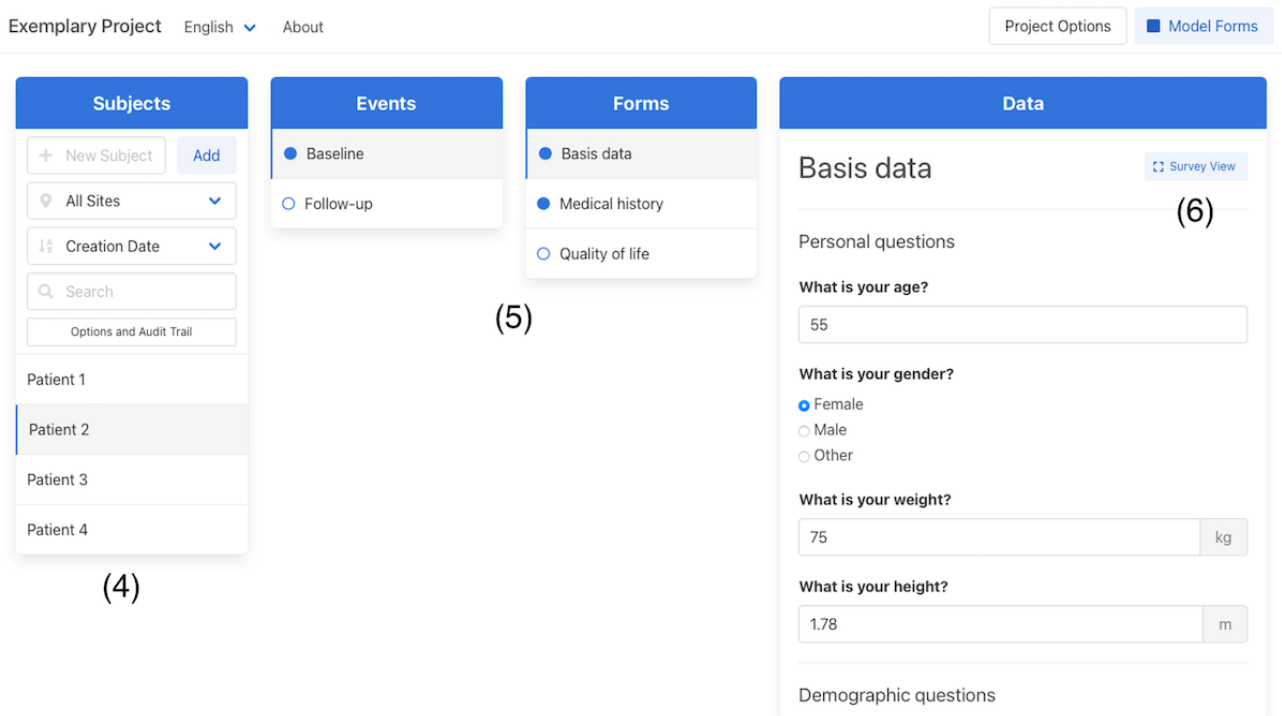 Exemplary Project English About Project Options Model Forms
Subjects
New Subject Add
All Sites
Creation Date
Search
Options and Audit Trail
Patient 1
Patient 2
Patient 3
Patient 4
(4)
Events
Baseline
Follow-up
Forms
Basis data
Medical history
Quality of life
(5)
Data
Basis data Survey View
(6)
Personal questions
What is your age?
55
What is your gender?
Female
Male
Other
What is your weight?
75 kg
What is your height?
1.78 m
Demographic questions